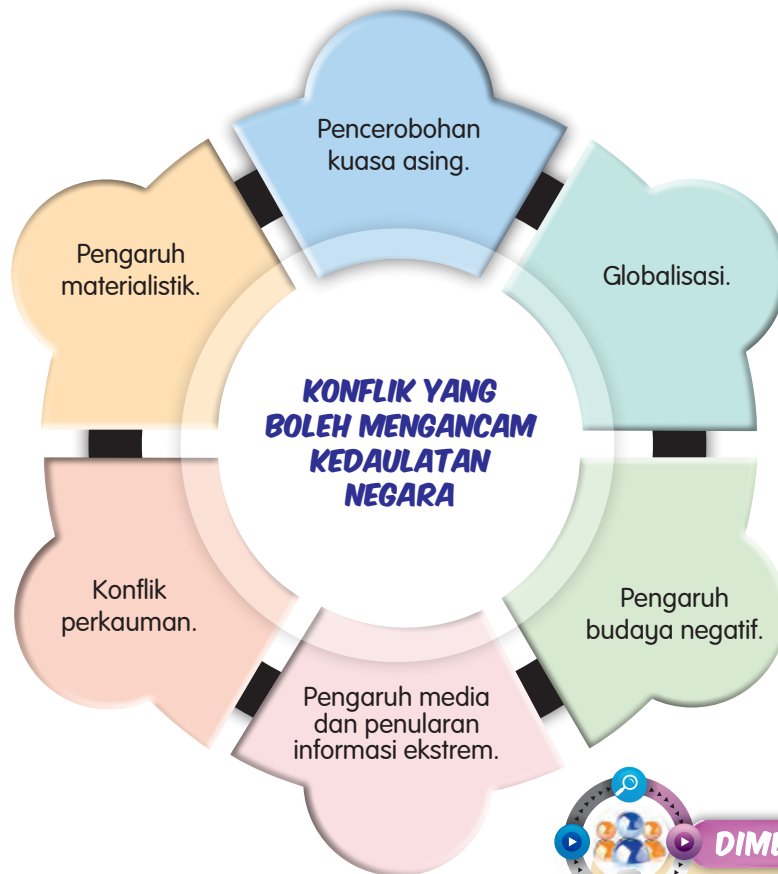 Pencerobohan
kuasa asing.
Globalisasi.
Pengaruh
budaya negatif.
Pengaruh media
dan penularan
informasi ekstrem.
Konflik
perkauman.
Pengaruh
materialistik.
KONFLIK YANG
BOLEH MENGANCAM
KEDAULATAN
NEGARA